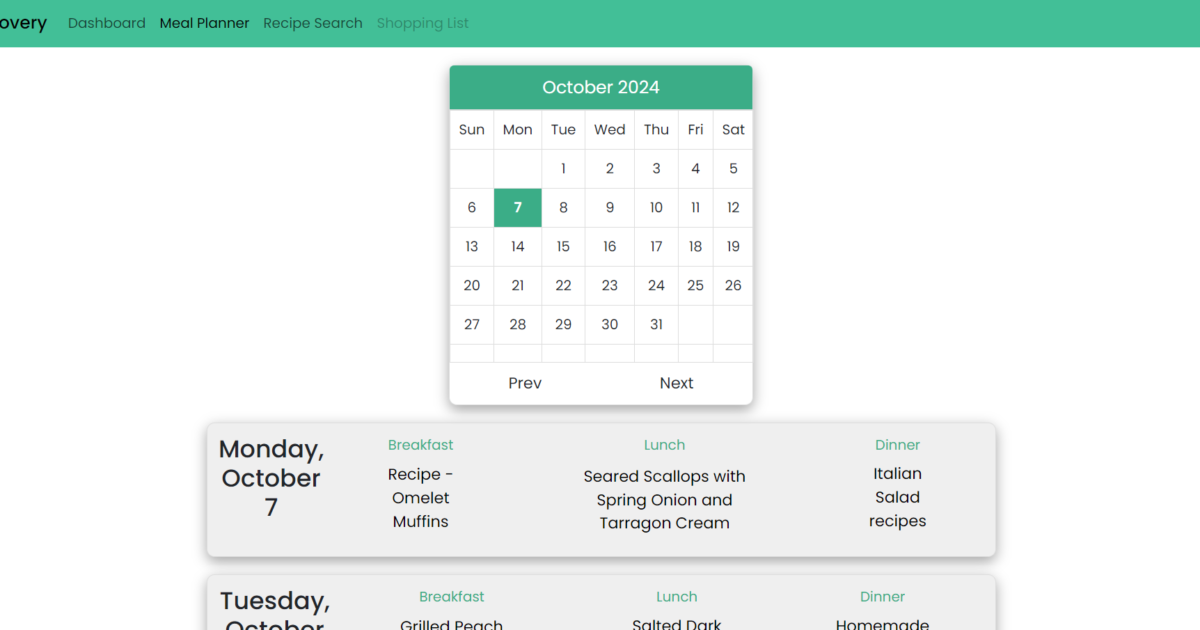 overy Dashboard Meal Planner Recipe Search Shopping List
October 2024
Sun Mon Tue Wed Thu Fri Sat
1 2 3 4 5
6 7 8 9 10 11 12
13 14 15 16 17 18 19
20 21 22 23 24 25 26
27 28 29 30 31
Prev Next
Monday,
October
7
Breakfast
Recipe -
Omelet
Muffins
Lunch
Seared Scallops with
Spring Onion and
Tarragon Cream
Dinner
Italian
Salad
recipes
Tuesday,
October
Breakfast
Grilled Peach
Lunch
Salted Dark
Dinner
Homemade